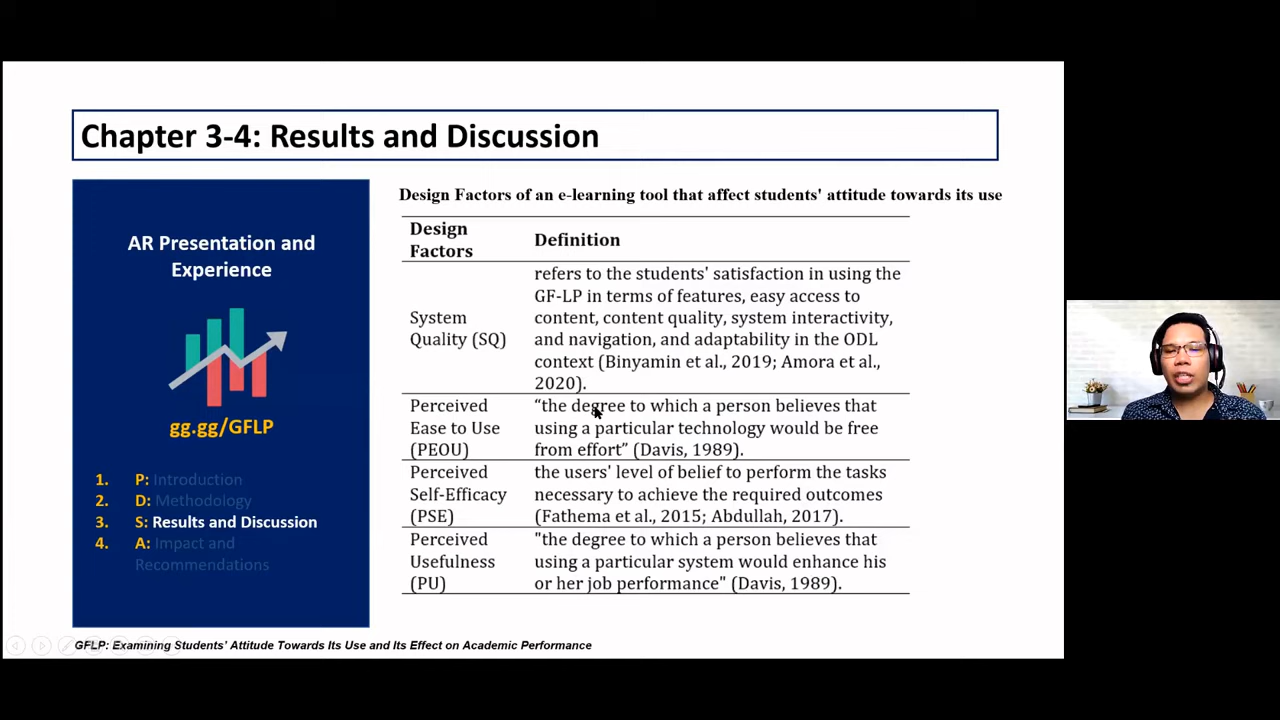 Chapter 3-4: Results and Discussion
AR Presentation and
Experience
gg.gg/GFLP
1. P: Introduction
2. D: Methodology
3. S: Results and Discussion
4. A: Impact and
Recommendations
Design Factors of an e-learning tool that affect students' attitude towards its use
Design
Factors
Definition
System
Quality (SQ)
refers to the students' satisfaction in using the
GF-LP in terms of features, easy access to
content, content quality, system interactivity,
and navigation, and adaptability in the ODL
context (Binyamin et al., 2019; Amora et al.,
2020).
Perceived
Ease to Use
(PEOU)
“the degree to which a person believes that
using a particular technology would be free
from effort” (Davis, 1989).
Perceived
Self-Efficacy
(PSE)
the users' level of belief to perform the tasks
necessary to achieve the required outcomes
(Fathema et al., 2015; Abdullah, 2017).
Perceived
Usefulness
(PU)
"the degree to which a person believes that
using a particular system would enhance his
or her job performance" (Davis, 1989).
GFLP: Examining Students’ Attitude Towards Its Use and Its Effect on Academic Performance